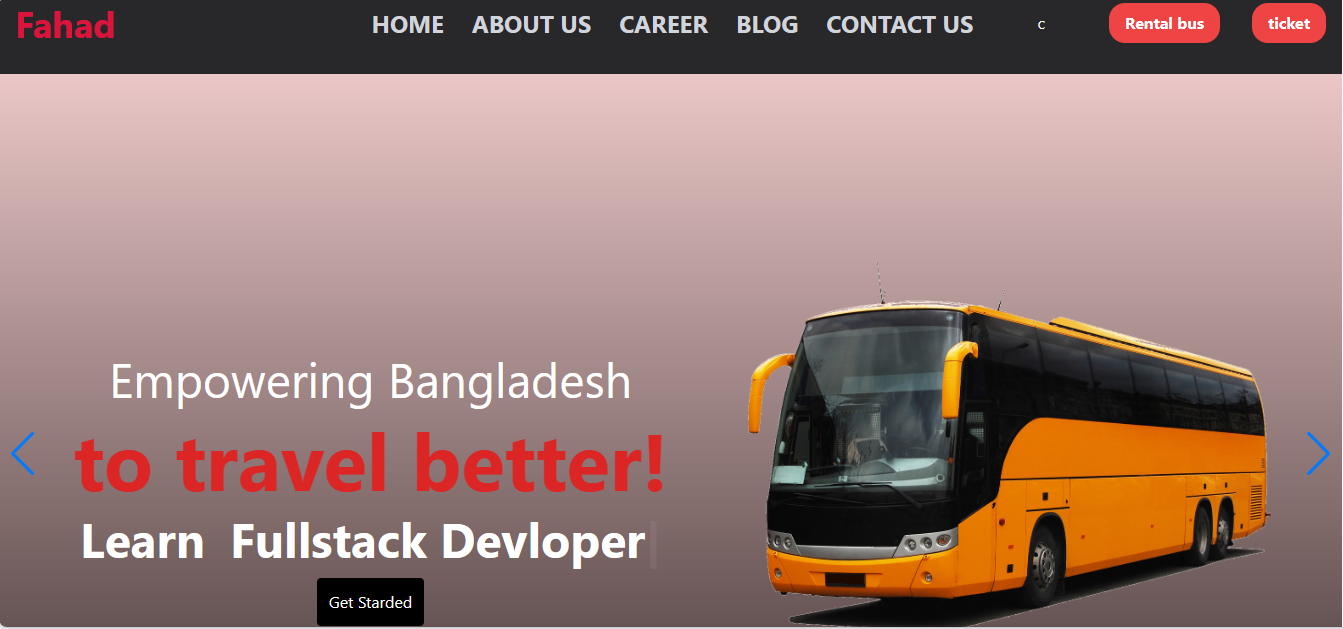 Fahad
HOME ABOUT US CAREER BLOG CONTACT US
c
Rental bus
ticket
Empowering Bangladesh
to travel better!
Learn Fullstack Devloper
Get Starded